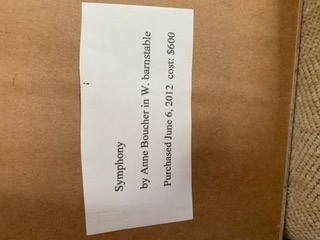 Symphony
by Anne Boucher in W. barnstable
Purchased June 6, 2012 cost: $600